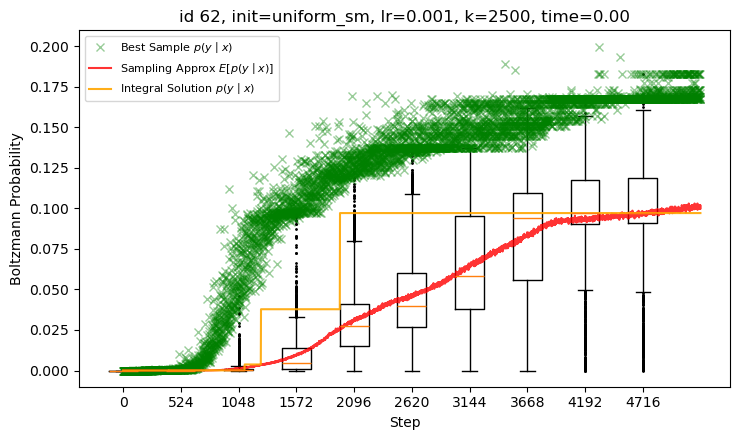 id 62, init=uniform_sm, lr=0.001, k=2500, time=0.00
Best Sample p(y | x)
Sampling Approx E[p(y | x)]
Integral Solution p(y | x)
Boltzmann Probability
0.200
0.175
0.150
0.125
0.100
0.075
0.050
0.025
0.000
0 524 1048 1572 2096 2620 3144 3668 4192 4716
Step